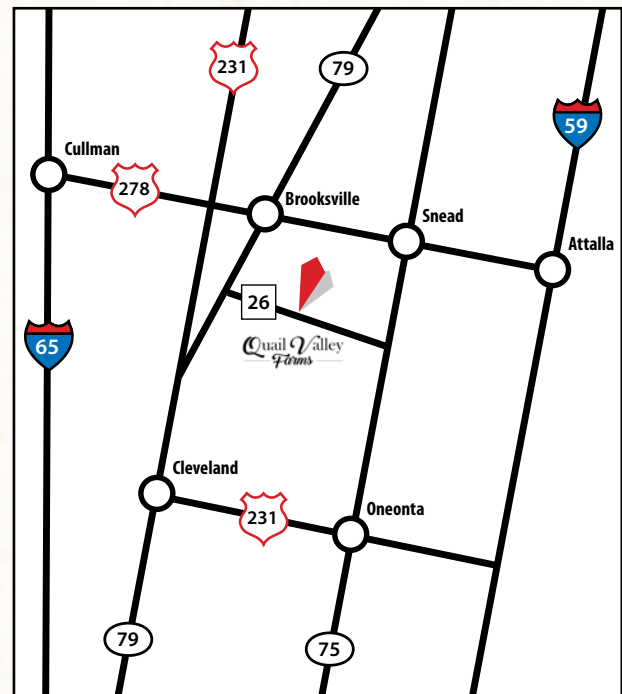 231
79
59
Cullman
278
Brooksville
Snead
Attalla
26
65
Quail Valley
Farms
Cleveland
231
Oneonta
79
75